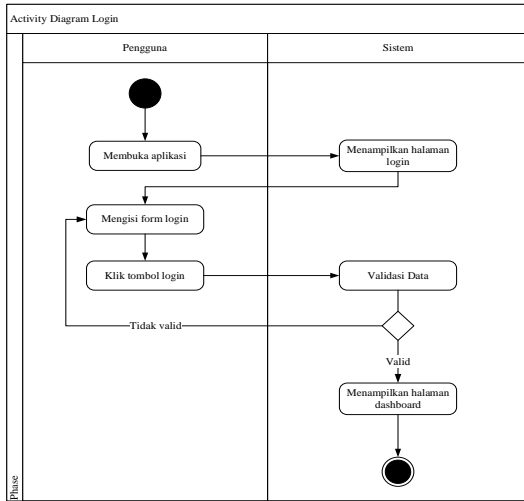 Activity Diagram Login
Pengguna
Sistem
Membuka aplikasi
Menampilkan halaman
login
Mengisi form login
Klik tombol login
Validasi Data
Tidak valid
Valid
Menampilkan halaman
dashboard
Phase